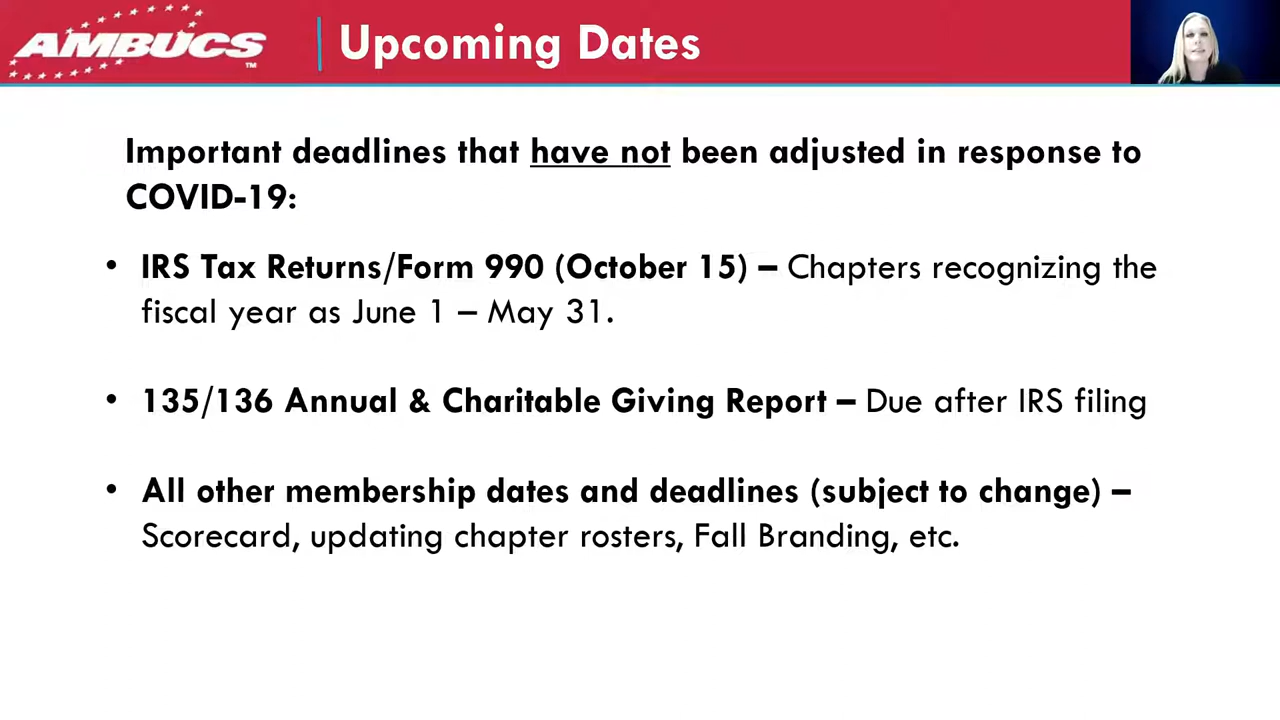 AMBUCS™
Upcoming Dates
Important deadlines that have not been adjusted in response to
COVID-19:
• IRS Tax Returns/Form 990 (October 15) – Chapters recognizing the
fiscal year as June 1 – May 31.
• 135/136 Annual & Charitable Giving Report – Due after IRS filing
• All other membership dates and deadlines (subject to change) –
Scorecard, updating chapter rosters, Fall Branding, etc.